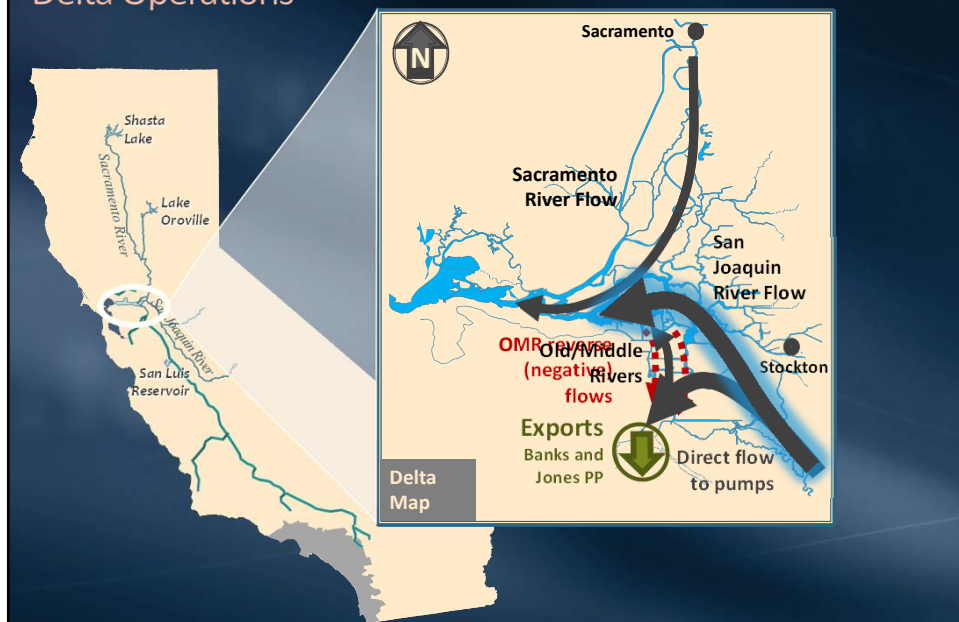 Delta Operations
Shasta
Lake
Sacramento River
Lake
Oroville
San Joaquin River
San Luis
Reservoir
N
Sacramento
Sacramento
River Flow
San
Joaquin
River Flow
OMR reverse
(negative)
flows
Old/Middle
Rivers
Stockton
Exports
Banks and
Jones PP
Direct flow
to pumps
Delta
Map